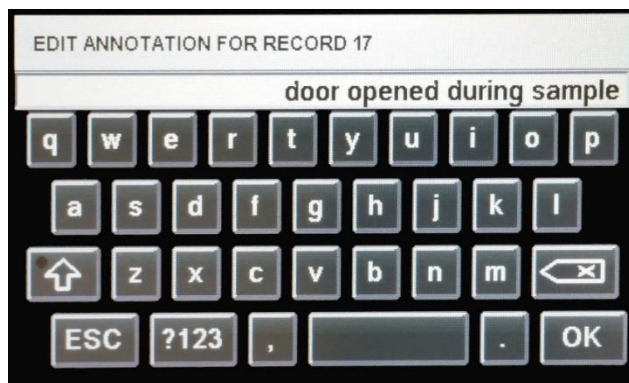 EDIT ANNOTATION FOR RECORD 17
door opened during sample
q w e r t y u i o p
a s d f g h j k l
z x c v b n m
ESC ?123 , . OK